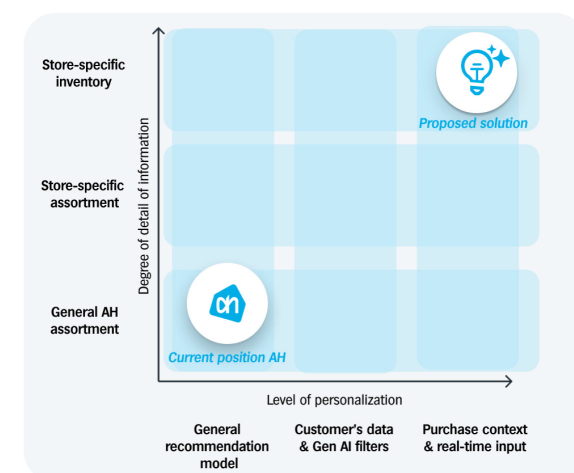 Store-specific
inventory
Proposed solution
Degree of detail of information
Store-specific
assortment
General AH
assortment
ah
Current position AH
Level of personalization
General
recommendation
model
Customer's data
& Gen AI filters
Purchase context
& real-time input